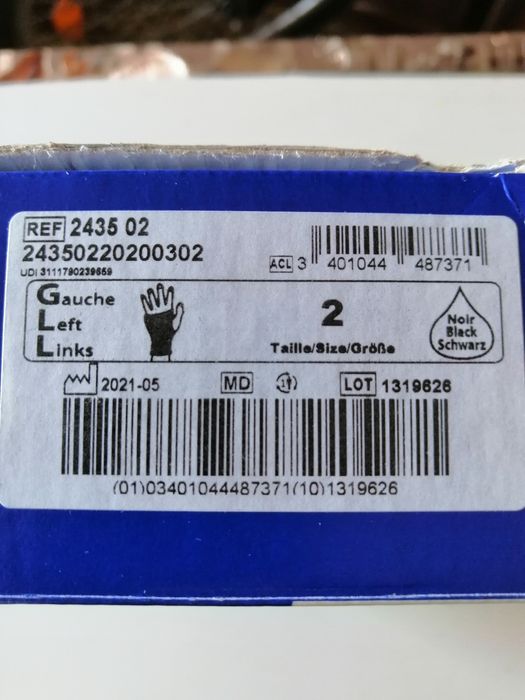 REF 2435 02
24350220200302
UDI 3111790239659
ACL 3 401044 487371
Gauche
Left
Links
2
Taille/Size/Größe
Noir
Black
Schwarz
2021-05 MD 1 LOT 1319626
(01)03401044487371(10)1319626